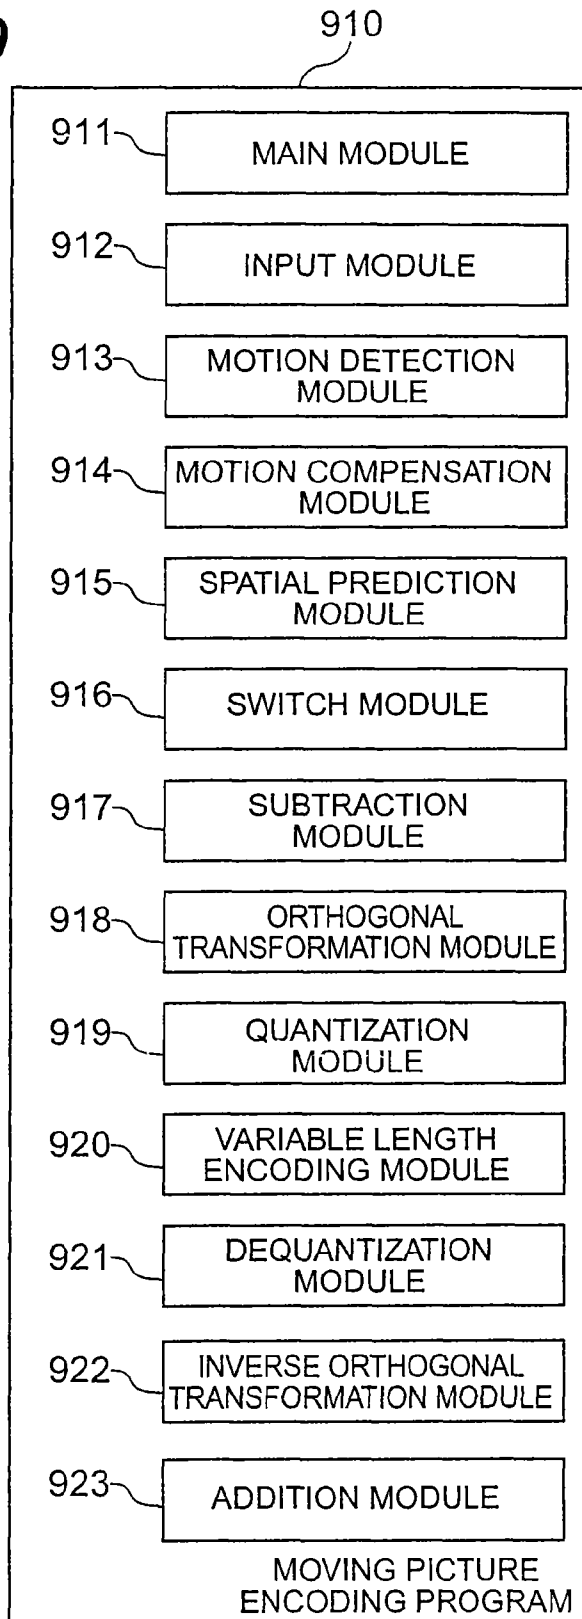 910
911
MAIN MODULE
912
INPUT MODULE
913
MOTION DETECTION
MODULE
914
MOTION COMPENSATION
MODULE
915
SPATIAL PREDICTION
MODULE
916
SWITCH MODULE
917
SUBTRACTION
MODULE
918
ORTHOGONAL
TRANSFORMATION MODULE
919
QUANTIZATION
MODULE
920
VARIABLE LENGTH
ENCODING MODULE
921
DEQUANTIZATION
MODULE
922
INVERSE ORTHOGONAL
TRANSFORMATION MODULE
923
ADDITION MODULE
MOVING PICTURE
ENCODING PROGRAM